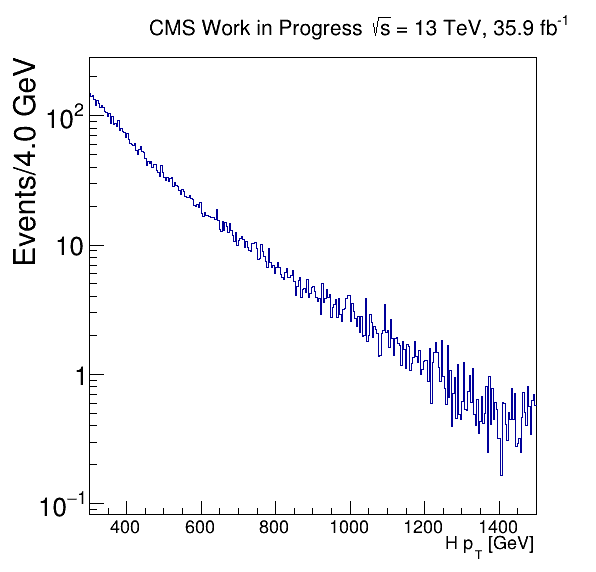 CMS Work in Progress √s = 13 TeV, 35.9 fb⁻¹
Events/4.0 GeV
10²
10
1
10⁻¹
400 600 800 1000 1200 1400
H p_T [GeV]